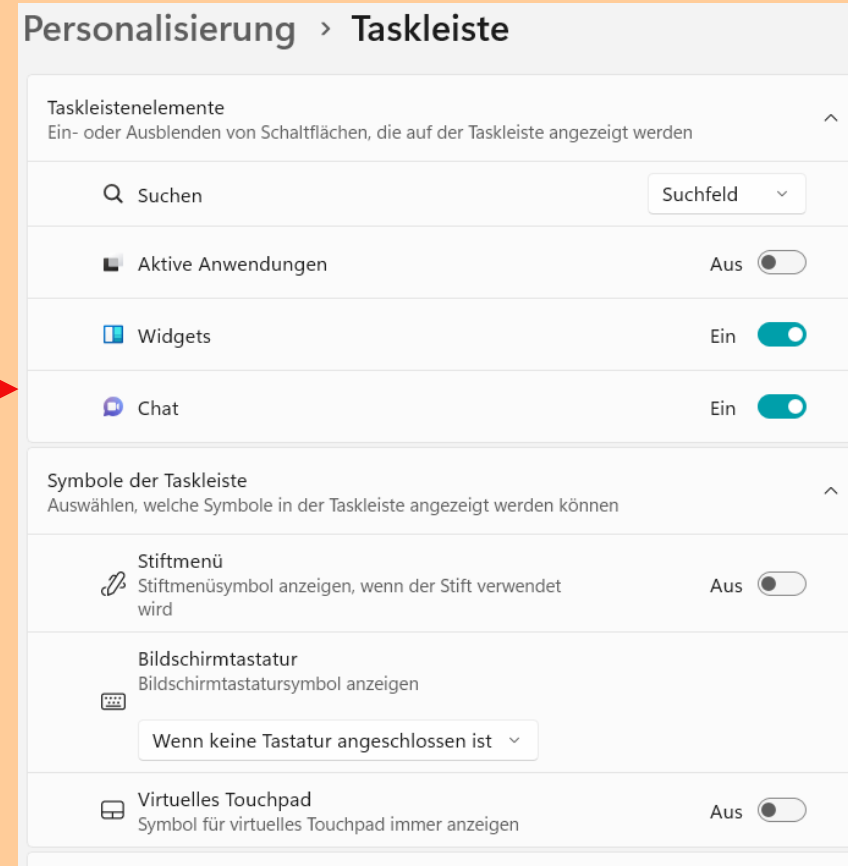 Personalisierung › Taskleiste
Taskleistenelemente
Ein- oder Ausblenden von Schaltflächen, die auf der Taskleiste angezeigt werden
Suchen Suchfeld
Aktive Anwendungen Aus
Widgets Ein
Chat Ein
Symbole der Taskleiste
Auswählen, welche Symbole in der Taskleiste angezeigt werden können
Stiftmenü
Stiftmenüsymbol anzeigen, wenn der Stift verwendet
wird
Aus
Bildschirmtastatur
Bildschirmtastatursymbol anzeigen
Wenn keine Tastatur angeschlossen ist
Virtuelles Touchpad
Symbol für virtuelles Touchpad immer anzeigen
Aus